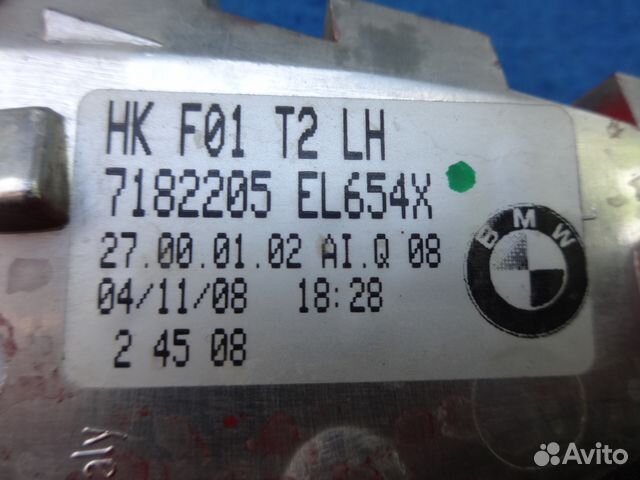 HK F01 T2 LH
7182205 EL654X
27.00.01.02 AI.Q 08
04/11/08 18:28
2 45 08
BMW
aly
Avito